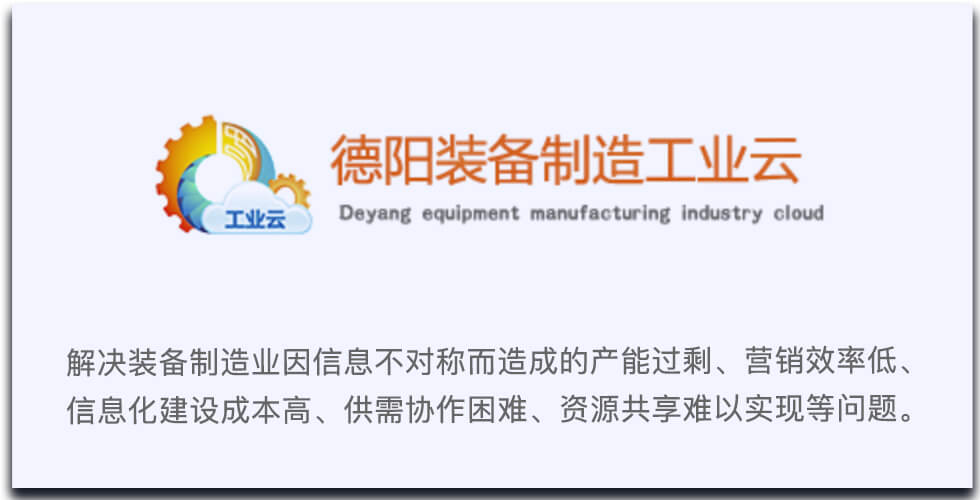 德阳装备制造工业云
Deyang equipment manufacturing industry cloud
工业云
解决装备制造业因信息不对称而造成的产能过剩、营销效率低、
信息化建设成本高、供需协作困难、资源共享难以实现等问题。